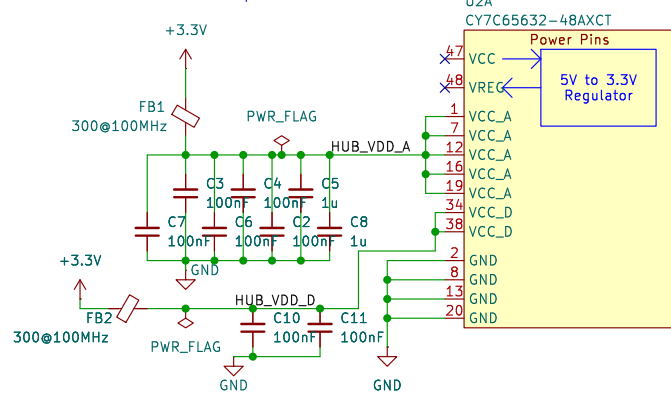 U2A
CY7C65632-48AXCT
Power Pins
+3.3V
47 VCC
5V to 3.3V
Regulator
48 VREG
FB1
300@100MHz
PWR_FLAG
1 VCC_A
7 VCC_A
HUB_VDD_A
12 VCC_A
16 VCC_A
19 VCC_A
C3 C4 C5
100nF 100nF 1u
34 VCC_D
C7 C6 C2 C8
38 VCC_D
100nF 100nF 100nF 1u
2 GND
+3.3V
GND
8 GND
HUB_VDD_D
13 GND
FB2
C10 C11
20 GND
300@100MHz
100nF 100nF
PWR_FLAG
GND
GND